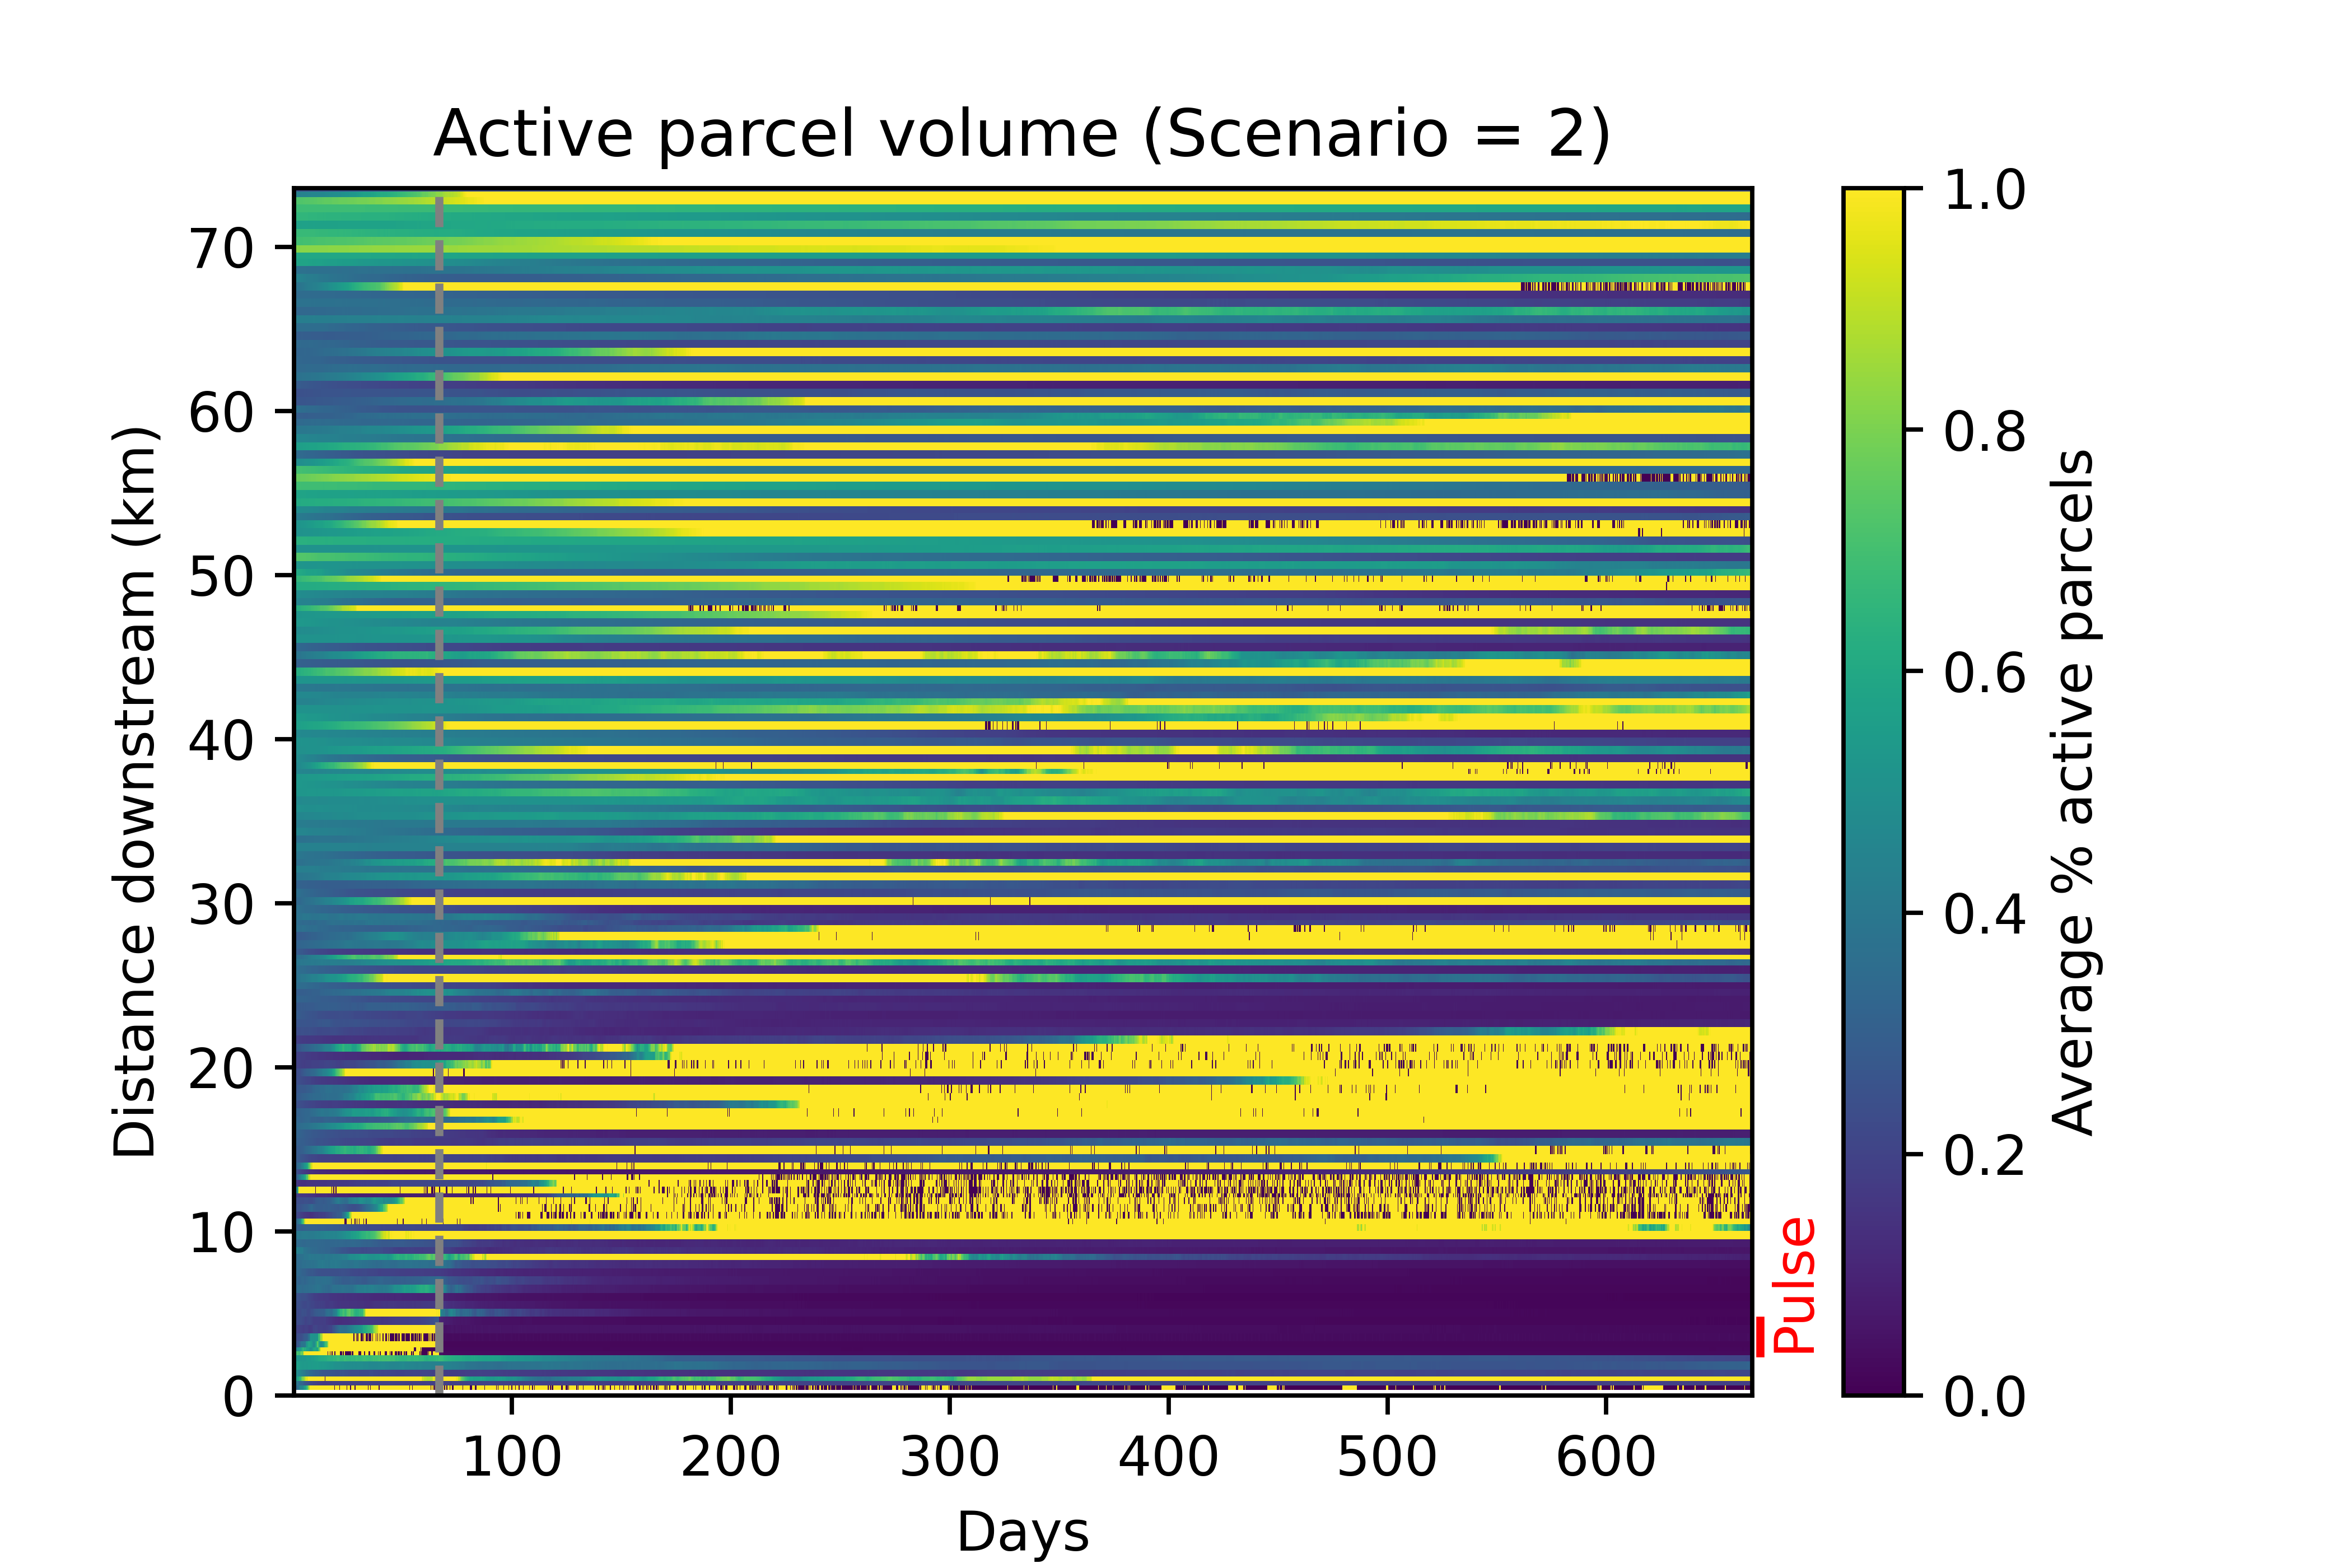 Active parcel volume (Scenario = 2)
Distance downstream (km)
70
60
50
40
30
20
10
0
100 200 300 400 500 600
Days
Pulse
1.0
0.8
0.6
0.4
0.2
0.0
Average % active parcels